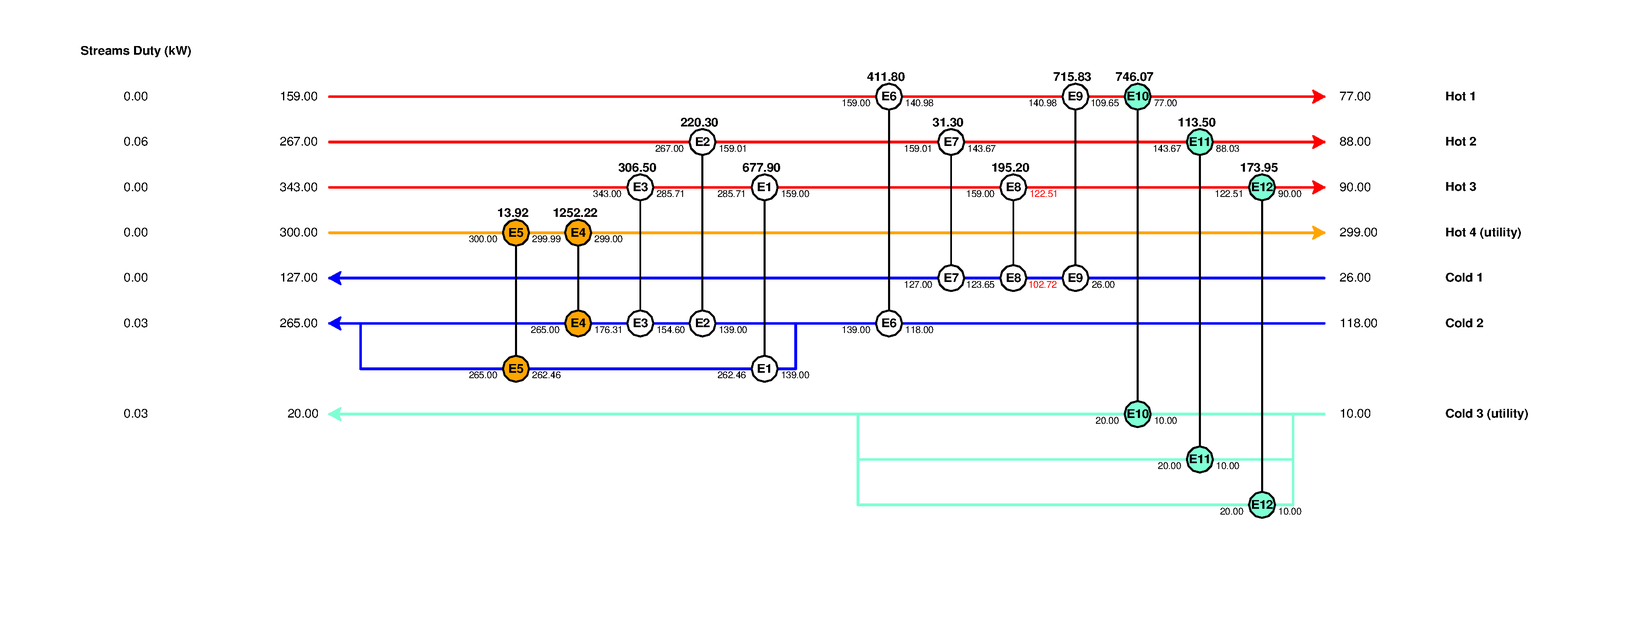 Streams Duty (kW)
411.80 715.83 746.07
0.00 159.00 E6 E9 E10 77.00 Hot 1
159.00 140.98 140.98 109.65 77.00
220.30 31.30 113.50
0.06 267.00 E2 E7 E11 88.00 Hot 2
267.00 159.01 159.01 143.67 143.67 88.03
306.50 677.90 195.20 173.95
0.00 343.00 E3 E1 E8 E12 90.00 Hot 3
343.00 285.71 285.71 159.00 159.00 122.51 122.51 90.00
13.92 1252.22
0.00 300.00 E5 E4 299.00 Hot 4 (utility)
300.00 299.99 299.00
0.00 127.00 E7 E8 E9 26.00 Cold 1
127.00 123.65 102.72 26.00
0.03 265.00 E4 E3 E2 E6 118.00 Cold 2
265.00 176.31 154.60 139.00 139.00 118.00
E5 E1
265.00 262.46 262.46 139.00
0.03 20.00 E10 10.00 Cold 3 (utility)
20.00 10.00
E11
20.00 10.00
E12
20.00 10.00